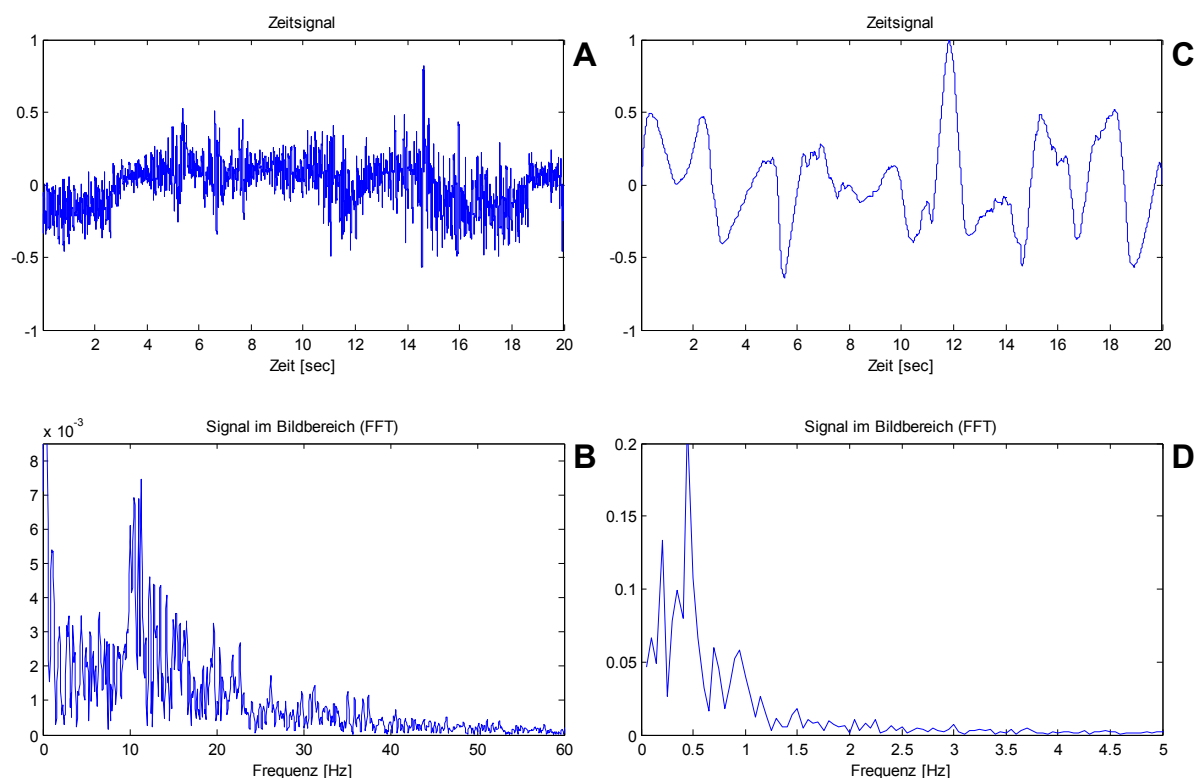 Zeitsignal
A
1
0.5
0
-0.5
-1
2 4 6 8 10 12 14 16 18 20
Zeit [sec]
Zeitsignal
C
1
0.5
0
-0.5
-1
2 4 6 8 10 12 14 16 18 20
Zeit [sec]
x 10⁻³
Signal im Bildbereich (FFT)
B
8
7
6
5
4
3
2
1
0
0 10 20 30 40 50 60
Frequenz [Hz]
Signal im Bildbereich (FFT)
D
0.2
0.15
0.1
0.05
0
0 0.5 1 1.5 2 2.5 3 3.5 4 4.5 5
Frequenz [Hz]